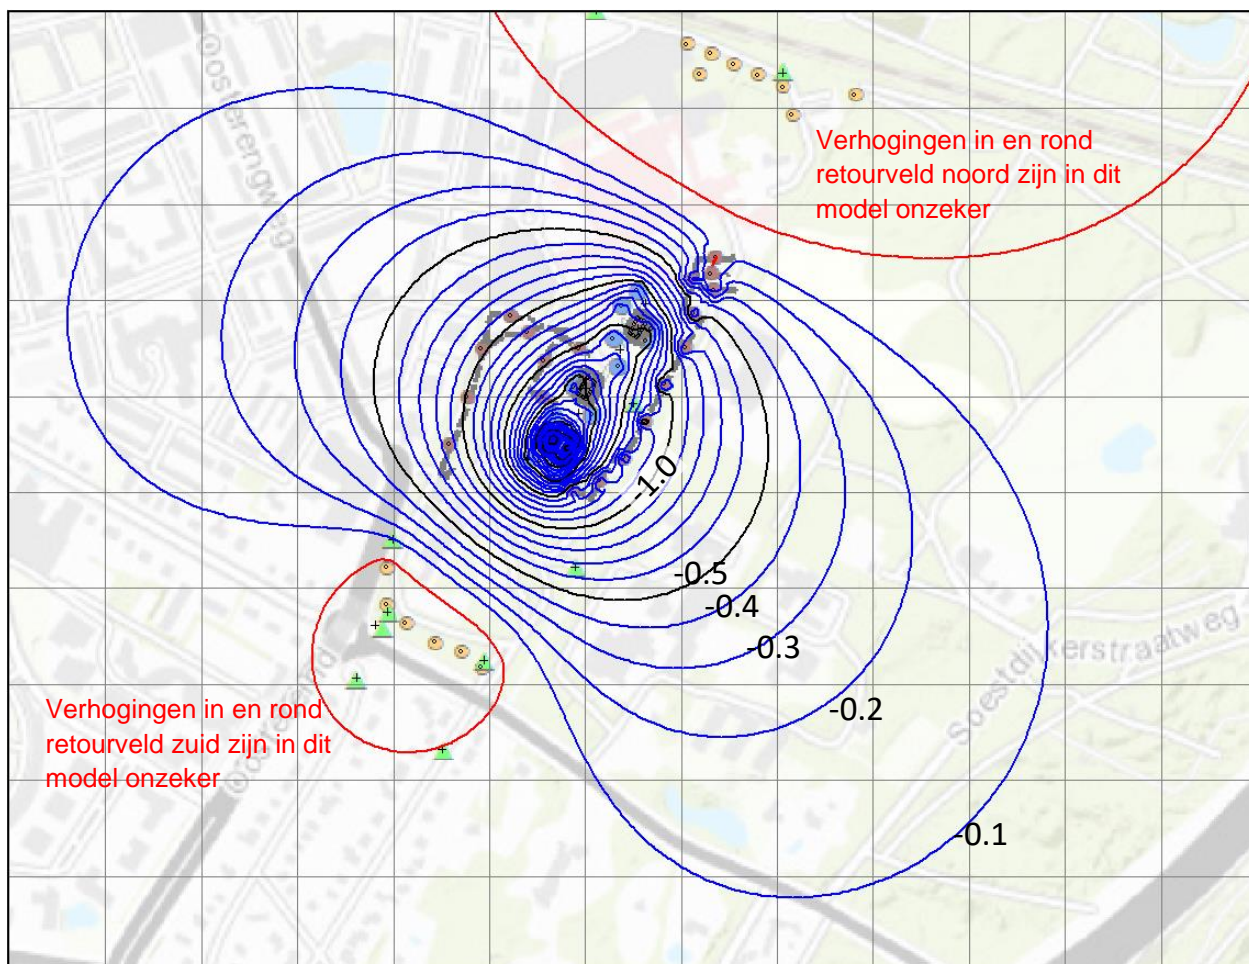 Oosterengweg
Verhogingen in en rond
retourveld noord zijn in dit
model onzeker
-1.0
-0.5
-0.4
-0.3
-0.2
-0.1
Soestdijkerstraatweg
Verhogingen in en rond
retourveld zuid zijn in dit
model onzeker